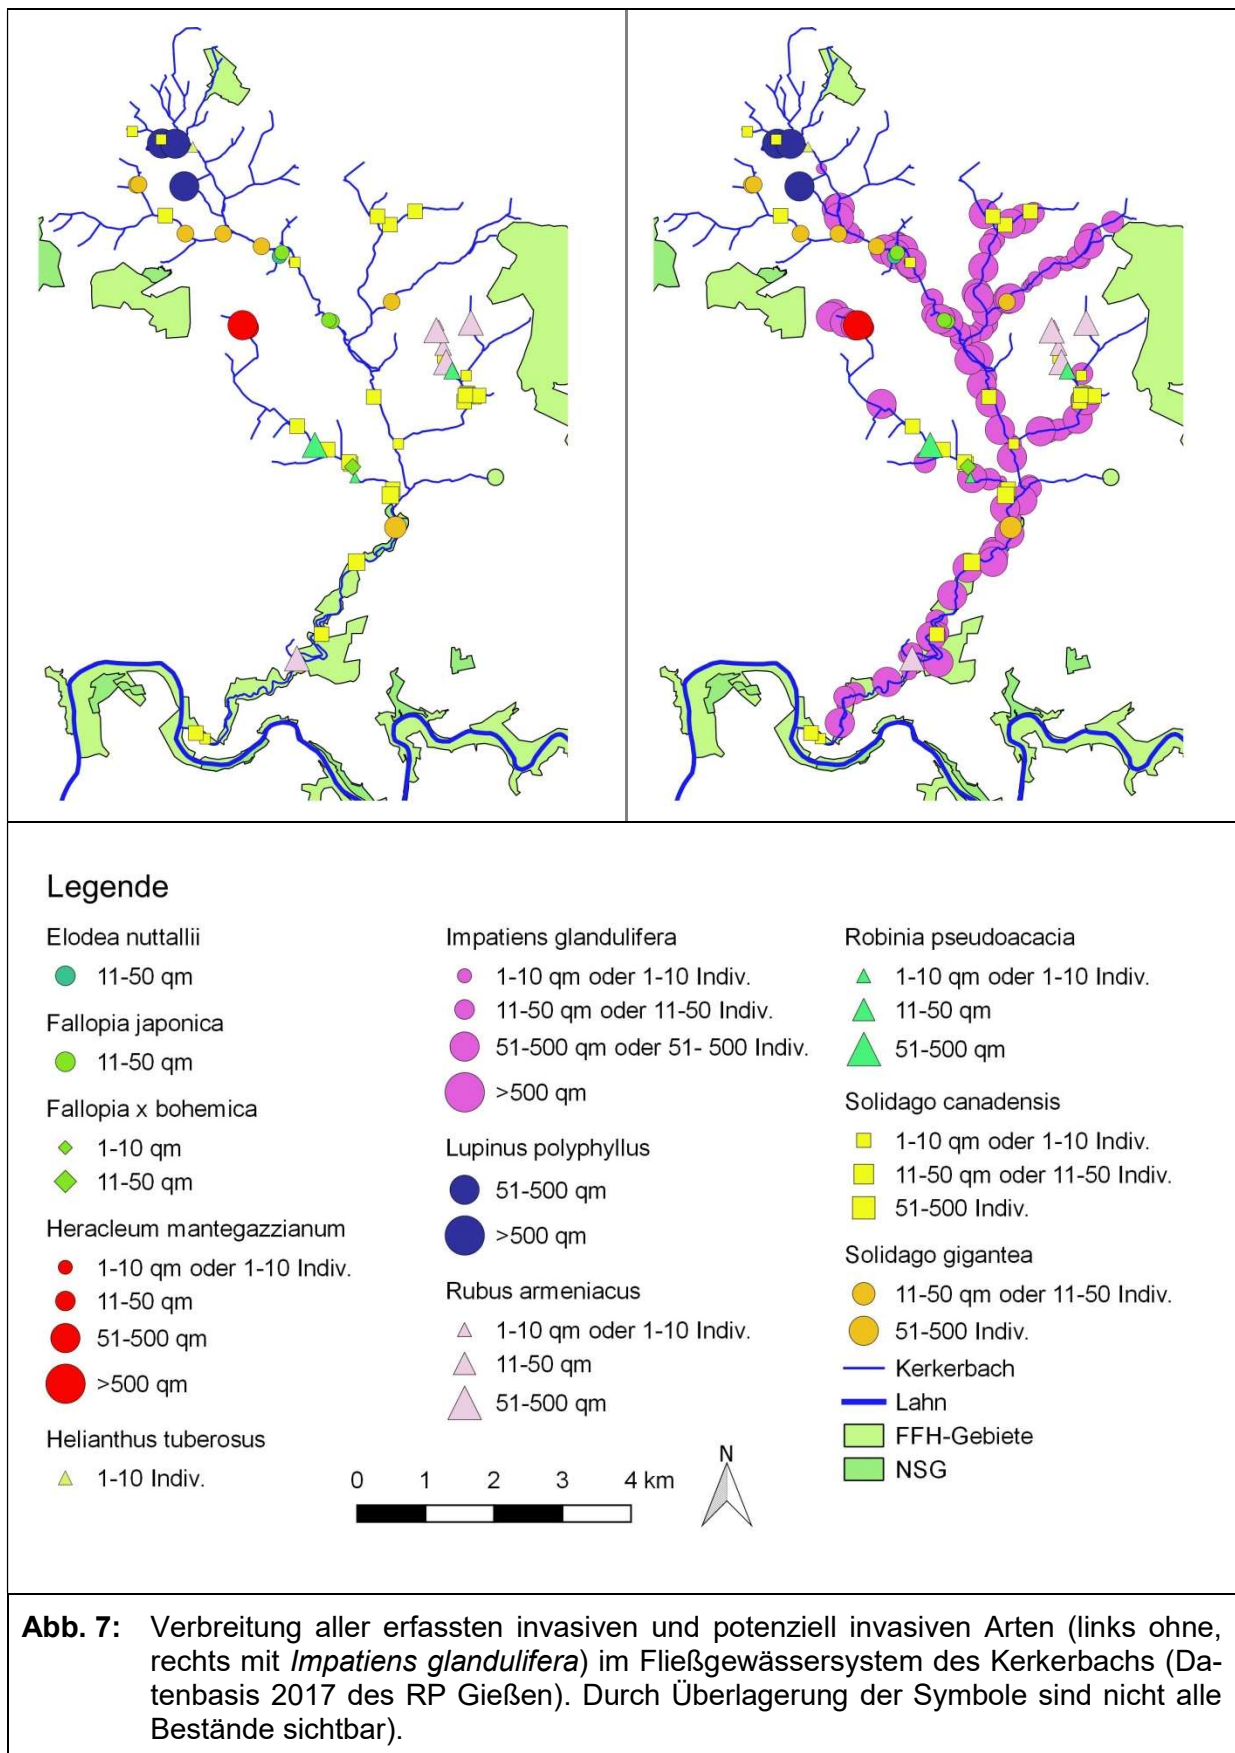 Legende
Elodea nuttallii
11-50 qm
Fallopia japonica
11-50 qm
Fallopia x bohemica
1-10 qm
11-50 qm
Heracleum mantegazzianum
1-10 qm oder 1-10 Indiv.
11-50 qm
51-500 qm
>500 qm
Helianthus tuberosus
1-10 Indiv.
Impatiens glandulifera
1-10 qm oder 1-10 Indiv.
11-50 qm oder 11-50 Indiv.
51-500 qm oder 51- 500 Indiv.
>500 qm
Lupinus polyphyllus
51-500 qm
>500 qm
Rubus armeniacus
1-10 qm oder 1-10 Indiv.
11-50 qm
51-500 qm
Robinia pseudoacacia
1-10 qm oder 1-10 Indiv.
11-50 qm
51-500 qm
Solidago canadensis
1-10 qm oder 1-10 Indiv.
11-50 qm oder 11-50 Indiv.
51-500 Indiv.
Solidago gigantea
11-50 qm oder 11-50 Indiv.
51-500 Indiv.
Kerkerbach
Lahn
FFH-Gebiete
NSG
0 1 2 3 4 km
N
Abb. 7: Verbreitung aller erfassten invasiven und potenziell invasiven Arten (links ohne,
rechts mit Impatiens glandulifera) im Fließgewässersystem des Kerkerbachs (Da-
tenbasis 2017 des RP Gießen). Durch Überlagerung der Symbole sind nicht alle
Bestände sichtbar).